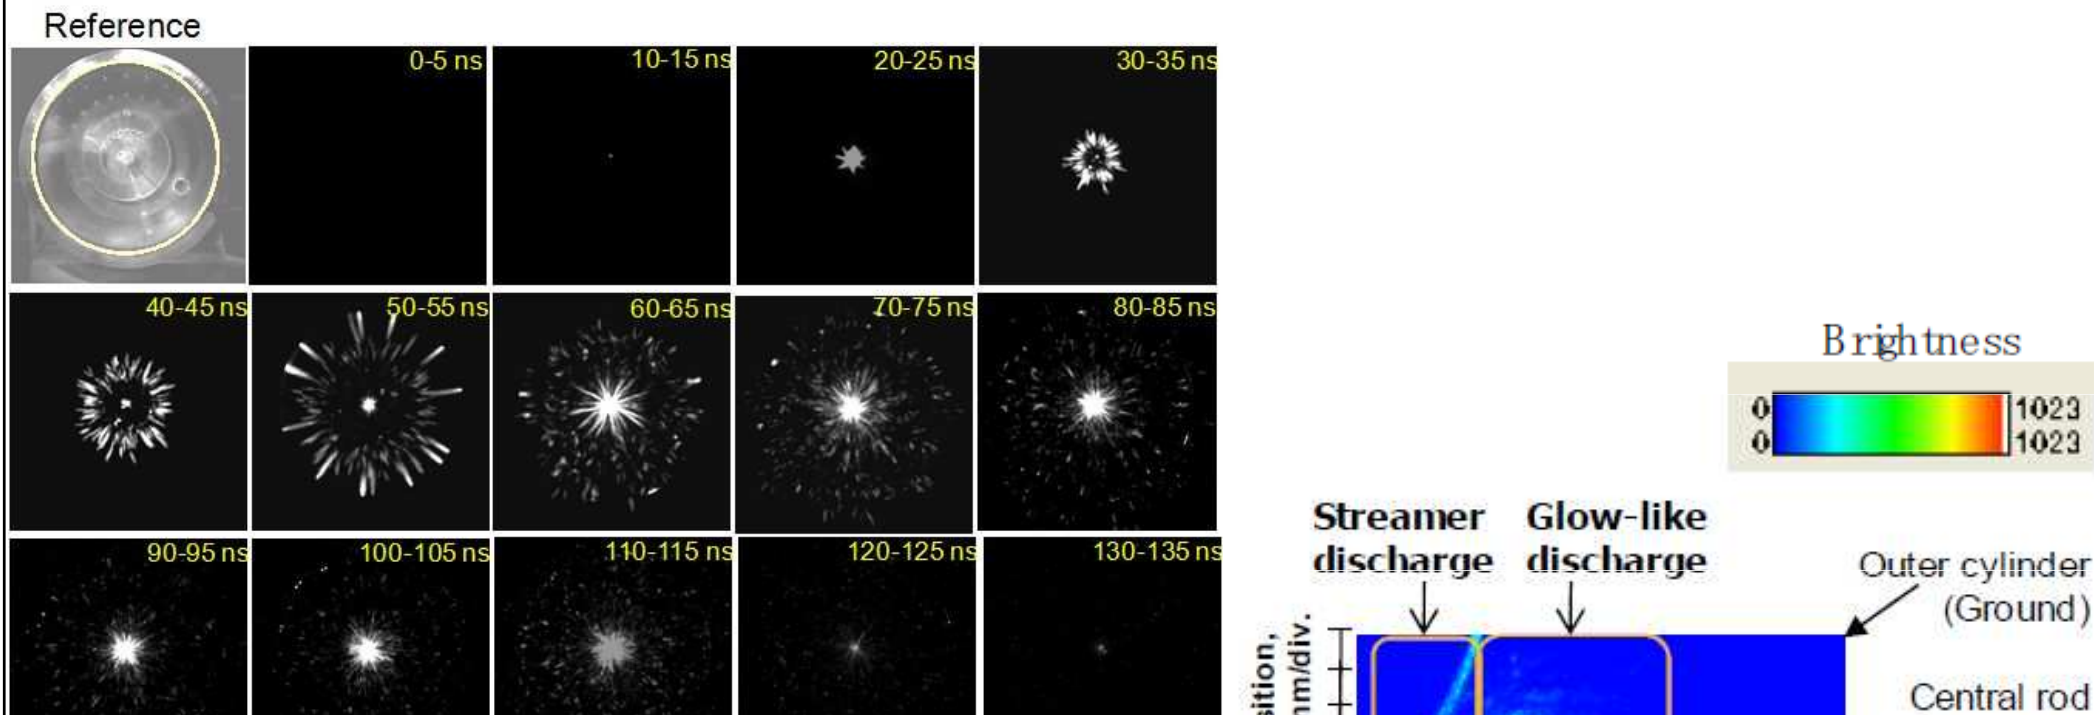 Reference
0-5 ns
10-15 ns
20-25 ns
30-35 ns
40-45 ns
50-55 ns
60-65 ns
70-75 ns
80-85 ns
90-95 ns
100-105 ns
110-115 ns
120-125 ns
130-135 ns
Brightness
0 1023
0 1023
Streamer
discharge
Glow-like
discharge
Outer cylinder
(Ground)
Central rod